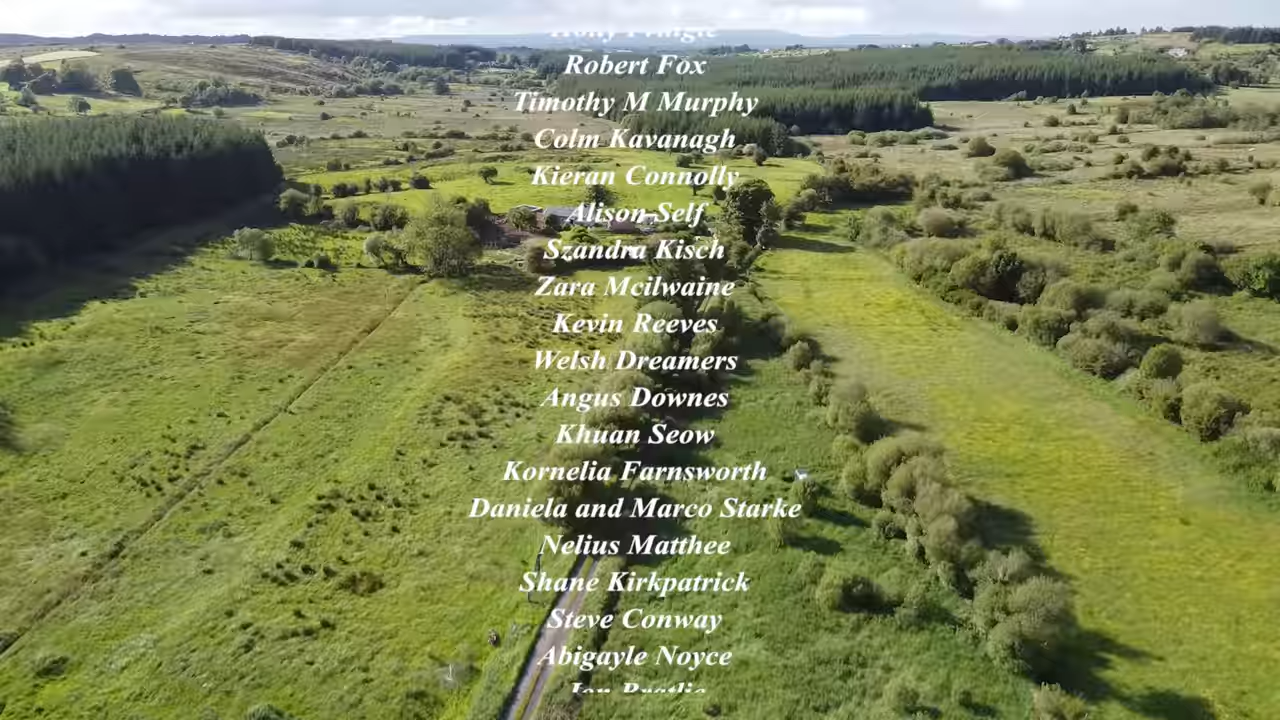 Robert Fox
Timothy M Murphy
Colm Kavanagh
Kieran Connolly
Alison Self
Szandra Kisch
Zara Mcilwaine
Kevin Reeves
Welsh Dreamers
Angus Downes
Khuan Seow
Kornelia Farnsworth
Daniela and Marco Starke
Nelius Matthee
Shane Kirkpatrick
Steve Conway
Abigayle Noyce